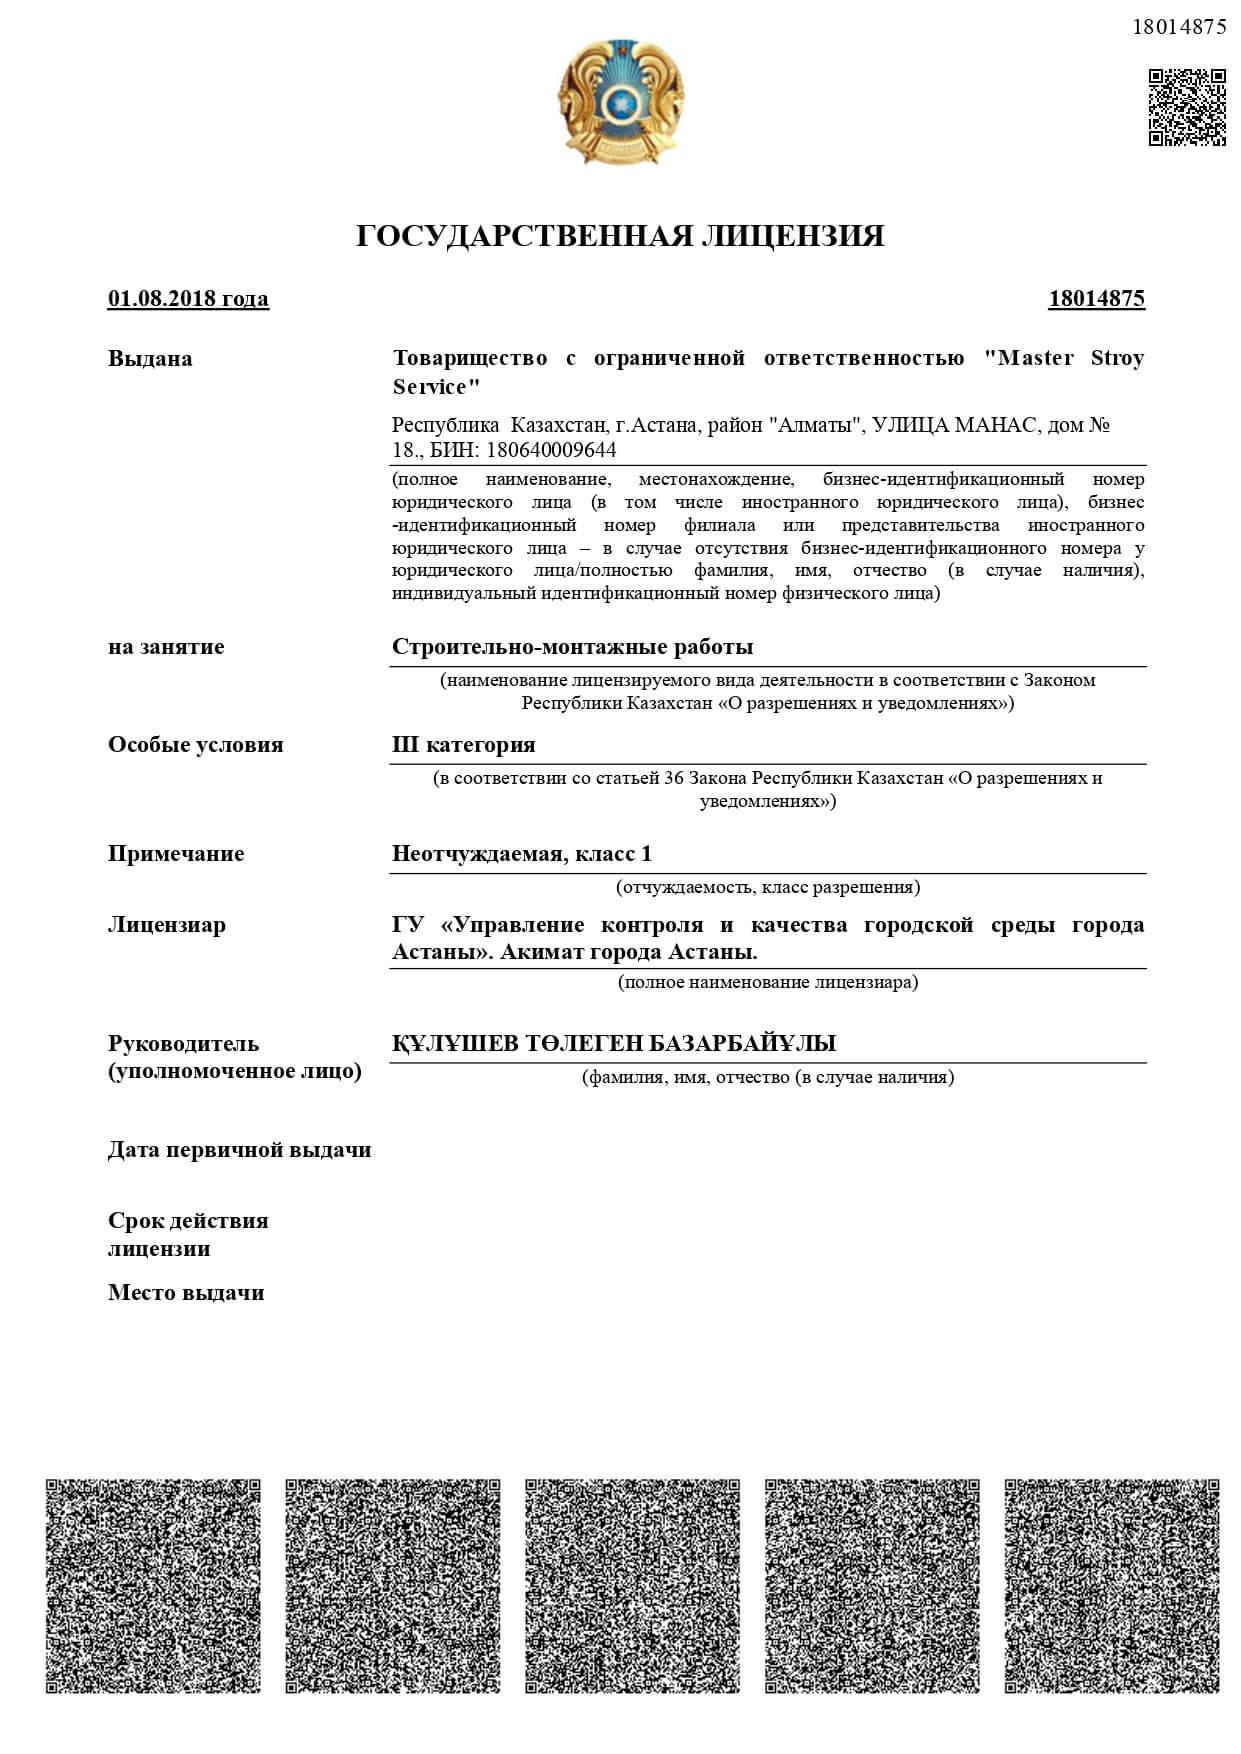 18014875
ГОСУДАРСТВЕННАЯ ЛИЦЕНЗИЯ
01.08.2018 года 18014875
Выдана
Товарищество с ограниченной ответственностью "Master Stroy
Service"
Республика Казахстан, г.Астана, район "Алматы", УЛИЦА МАНАС, дом №
18., БИН: 180640009644
(полное наименование, местонахождение, бизнес-идентификационный номер
юридического лица (в том числе иностранного юридического лица), бизнес
-идентификационный номер филиала или представительства иностранного
юридического лица – в случае отсутствия бизнес-идентификационного номера у
юридического лица/полностью фамилия, имя, отчество (в случае наличия),
индивидуальный идентификационный номер физического лица)
на занятие
Строительно-монтажные работы
(наименование лицензируемого вида деятельности в соответствии с Законом
Республики Казахстан «О разрешениях и уведомлениях»)
Особые условия
III категория
(в соответствии со статьей 36 Закона Республики Казахстан «О разрешениях и
уведомлениях»)
Примечание
Неотчуждаемая, класс 1
(отчуждаемость, класс разрешения)
Лицензиар
ГУ «Управление контроля и качества городской среды города
Астаны». Акимат города Астаны.
(полное наименование лицензиара)
Руководитель
(уполномоченное лицо)
ҚҰЛҰШЕВ ТӨЛЕГЕН БАЗАРБАЙҰЛЫ
(фамилия, имя, отчество (в случае наличия)
Дата первичной выдачи
Срок действия
лицензии
Место выдачи